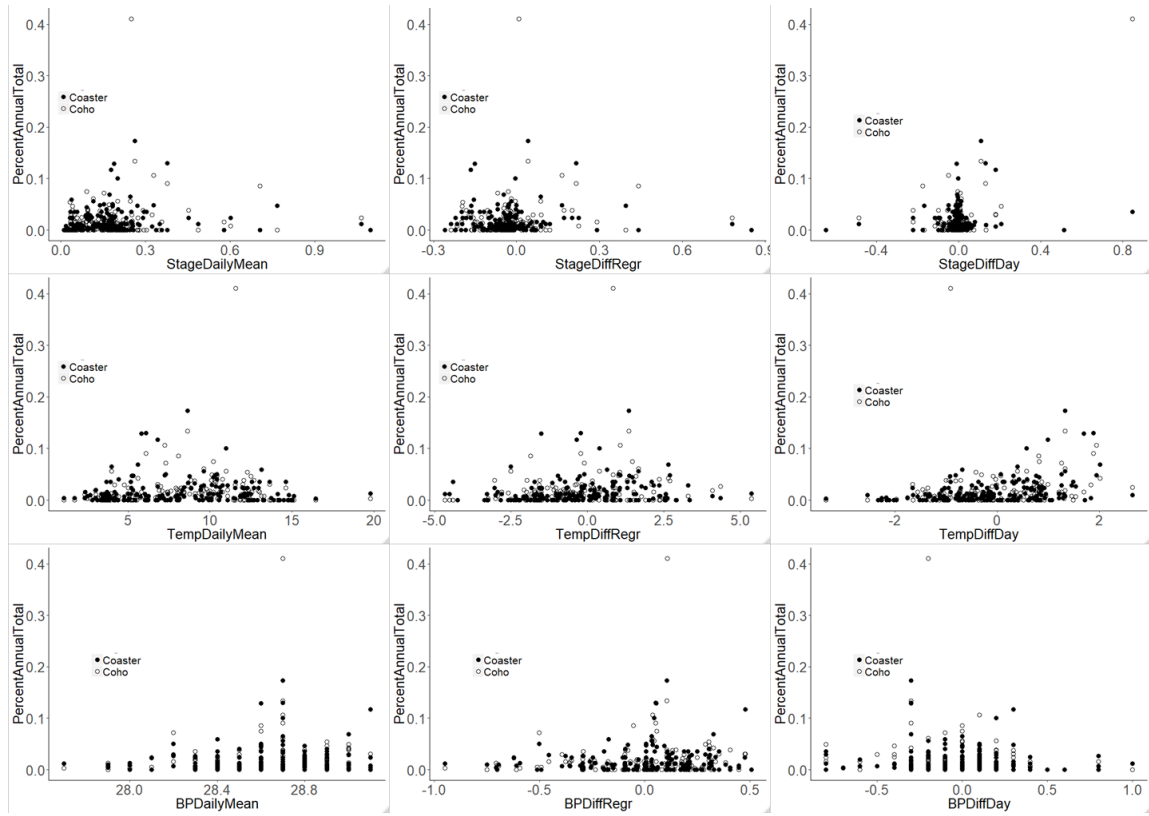 0.4
0.3
0.2
0.1
0.0
PercentAnnualTotal
Coaster
Coho
0.0 0.3 0.6 0.9
StageDailyMean
0.4
0.3
0.2
0.1
0.0
PercentAnnualTotal
Coaster
Coho
-0.3 0.0 0.3 0.6 0.9
StageDiffRegr
0.4
0.3
0.2
0.1
0.0
PercentAnnualTotal
Coaster
Coho
-0.4 0.0 0.4 0.8
StageDiffDay
0.4
0.3
0.2
0.1
0.0
PercentAnnualTotal
Coaster
Coho
5 10 15 20
TempDailyMean
0.4
0.3
0.2
0.1
0.0
PercentAnnualTotal
Coaster
Coho
-5.0 -2.5 0.0 2.5 5.0
TempDiffRegr
0.4
0.3
0.2
0.1
0.0
PercentAnnualTotal
Coaster
Coho
-2 0 2
TempDiffDay
0.4
0.3
0.2
0.1
0.0
PercentAnnualTotal
Coaster
Coho
28.0 28.4 28.8
BPDailyMean
0.4
0.3
0.2
0.1
0.0
PercentAnnualTotal
Coaster
Coho
-1.0 -0.5 0.0 0.5
BPDiffRegr
0.4
0.3
0.2
0.1
0.0
PercentAnnualTotal
Coaster
Coho
-0.5 0.0 0.5 1.0
BPDiffDay